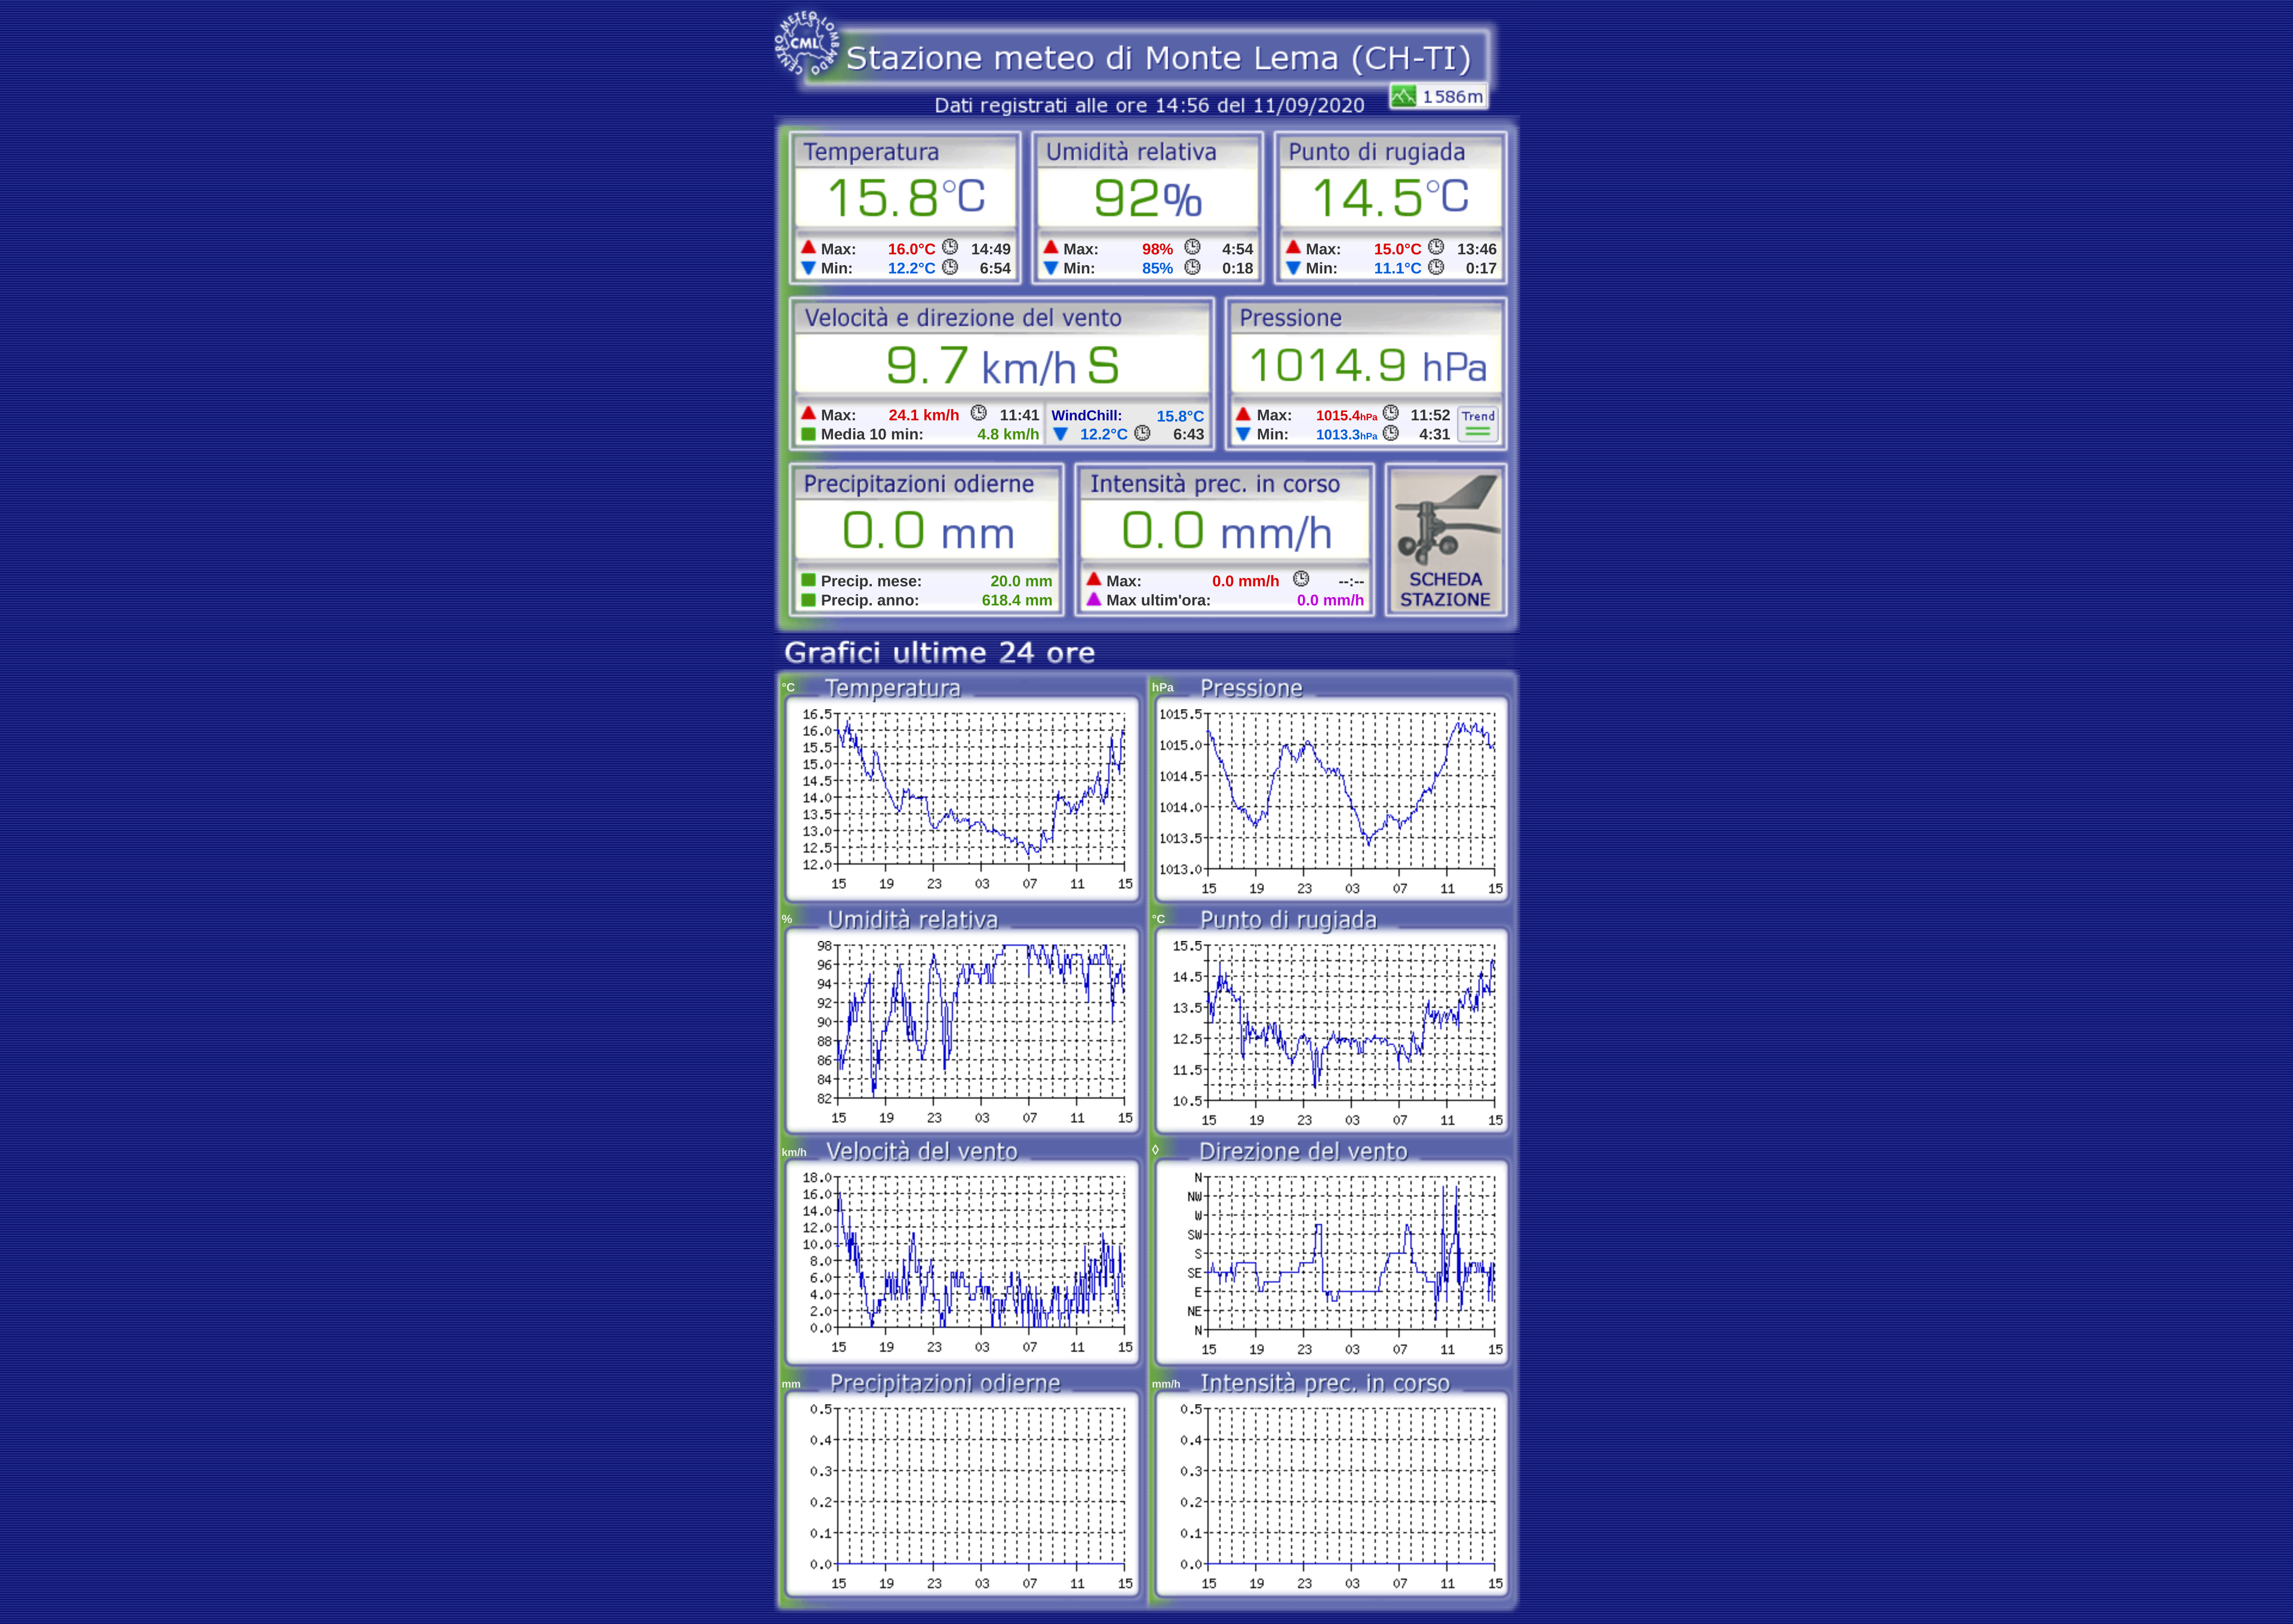 CENTRO METEO LOMBARDO
CML
Stazione meteo di Monte Lema (CH-TI)
1586m
Dati registrati alle ore 14:56 del 11/09/2020
Temperatura
15.8°C
Max: 16.0°C 14:49
Min: 12.2°C 6:54
Umidità relativa
92%
Max: 98% 4:54
Min: 85% 0:18
Punto di rugiada
14.5°C
Max: 15.0°C 13:46
Min: 11.1°C 0:17
Velocità e direzione del vento
9.7 km/h S
Max: 24.1 km/h 11:41
Media 10 min: 4.8 km/h
WindChill: 15.8°C
12.2°C 6:43
Pressione
1014.9 hPa
Max: 1015.4hPa 11:52
Min: 1013.3hPa 4:31
Trend
Precipitazioni odierne
0.0 mm
Precip. mese: 20.0 mm
Precip. anno: 618.4 mm
Intensità prec. in corso
0.0 mm/h
Max: 0.0 mm/h --:--
Max ultim'ora: 0.0 mm/h
SCHEDA
STAZIONE
Grafici ultime 24 ore
°C Temperatura
16.5
16.0
15.5
15.0
14.5
14.0
13.5
13.0
12.5
12.0
15 19 23 03 07 11 15
hPa Pressione
1015.5
1015.0
1014.5
1014.0
1013.5
1013.0
15 19 23 03 07 11 15
% Umidità relativa
98
96
94
92
90
88
86
84
82
15 19 23 03 07 11 15
°C Punto di rugiada
15.5
14.5
13.5
12.5
11.5
10.5
15 19 23 03 07 11 15
km/h Velocità del vento
18.0
16.0
14.0
12.0
10.0
8.0
6.0
4.0
2.0
0.0
15 19 23 03 07 11 15
◊ Direzione del vento
N
NW
W
SW
S
SE
E
NE
N
15 19 23 03 07 11 15
mm Precipitazioni odierne
0.5
0.4
0.3
0.2
0.1
0.0
15 19 23 03 07 11 15
mm/h Intensità prec. in corso
0.5
0.4
0.3
0.2
0.1
0.0
15 19 23 03 07 11 15